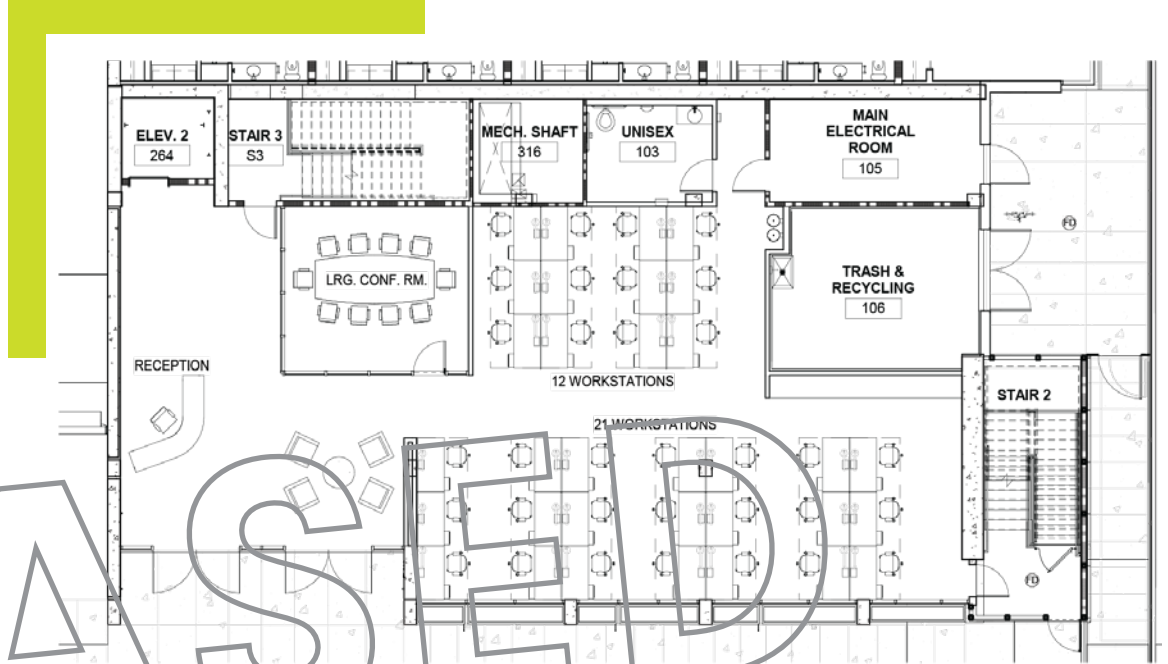 ELEV. 2
264
STAIR 3
S3
MECH. SHAFT
316
UNISEX
103
MAIN
ELECTRICAL
ROOM
105
FD
LRG. CONF. RM.
TRASH &
RECYCLING
106
RECEPTION
12 WORKSTATIONS
STAIR 2
21 WORKSTATIONS
ASED
FD